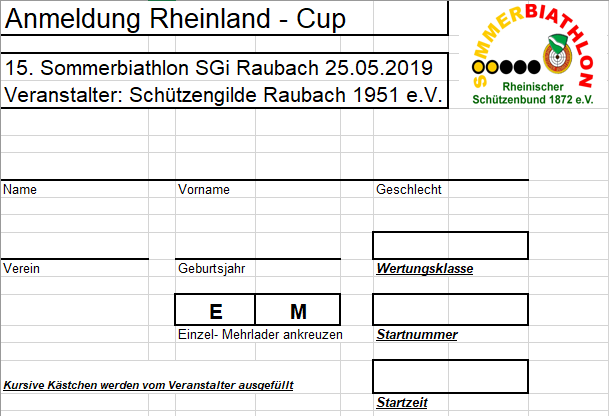 Anmeldung Rheinland - Cup
SOMMERBIATHLON
15. Sommerbiathlon SGi Raubach 25.05.2019
Veranstalter: Schützengilde Raubach 1951 e.V.
Rheinischer
Schützenbund 1872 e.V.
Name Vorname Geschlecht
Verein Geburtsjahr Wertungsklasse
E M
Einzel- Mehrlader ankreuzen Startnummer
Kursive Kästchen werden vom Veranstalter ausgefüllt
Startzeit